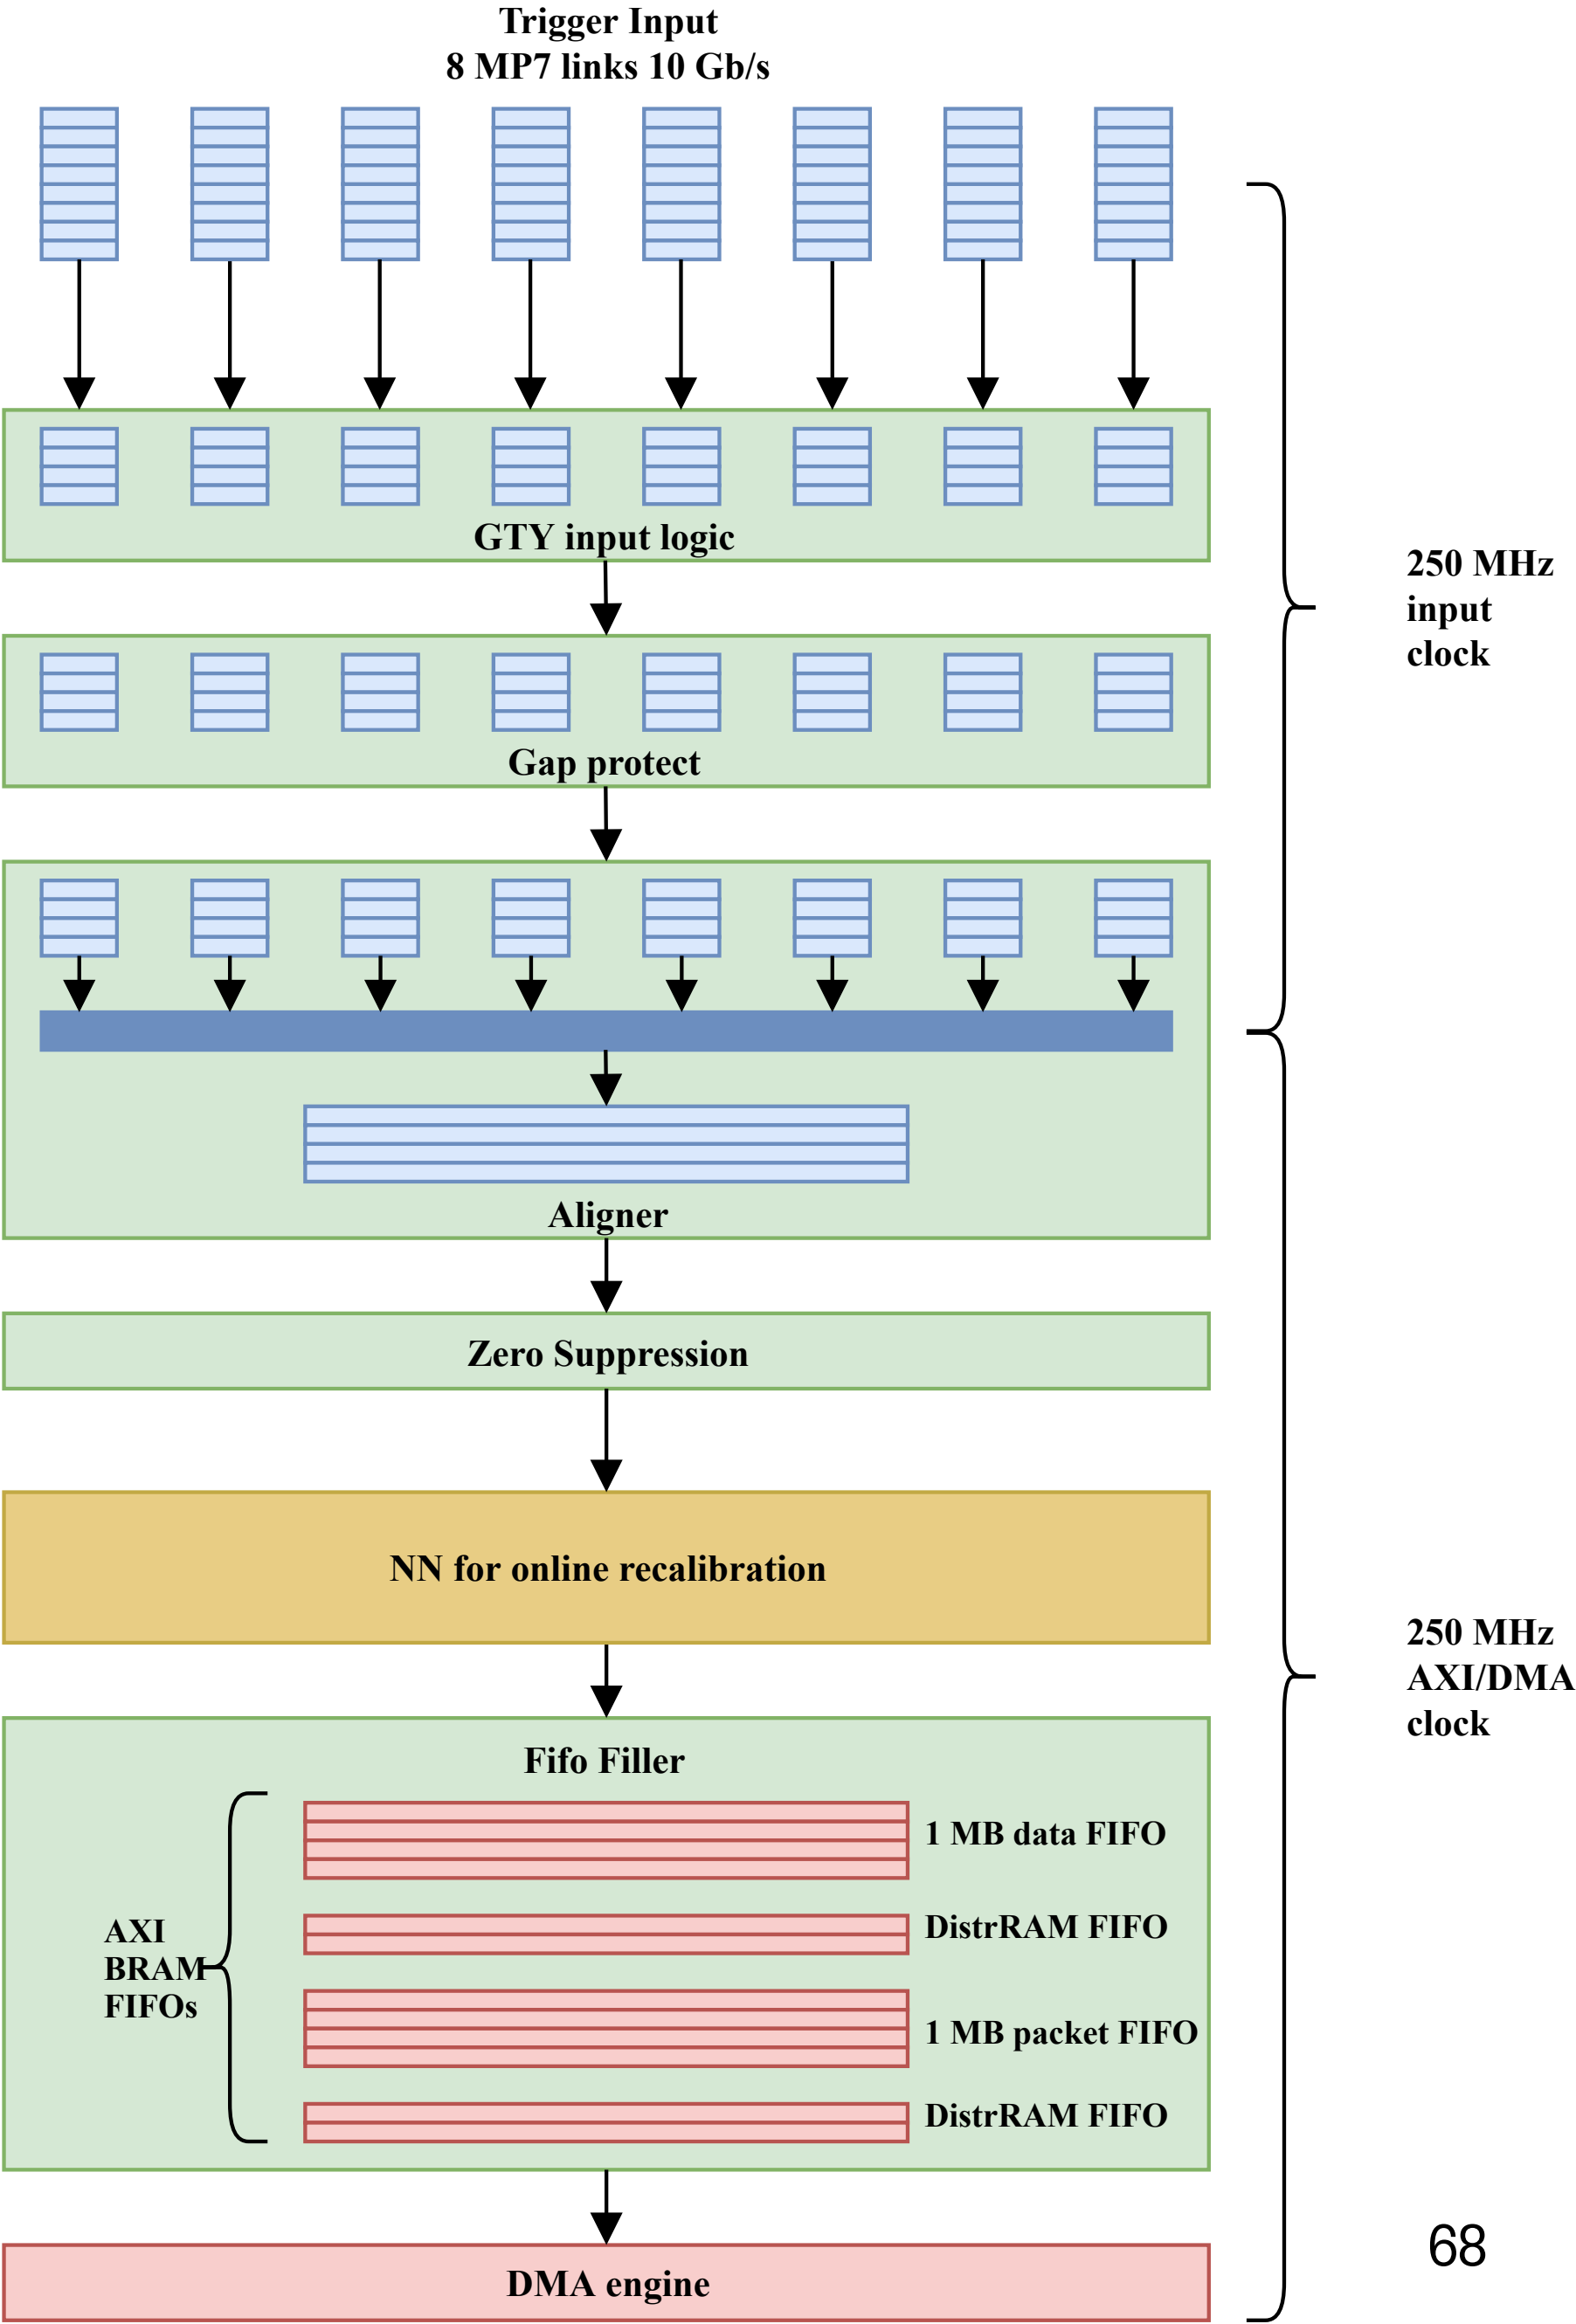 Trigger Input
8 MP7 links 10 Gb/s
GTY input logic
250 MHz
input
clock
Gap protect
Aligner
Zero Suppression
NN for online recalibration
250 MHz
AXI/DMA
clock
Fifo Filler
1 MB data FIFO
DistrRAM FIFO
AXI
BRAM
FIFOs
1 MB packet FIFO
DistrRAM FIFO
68
DMA engine